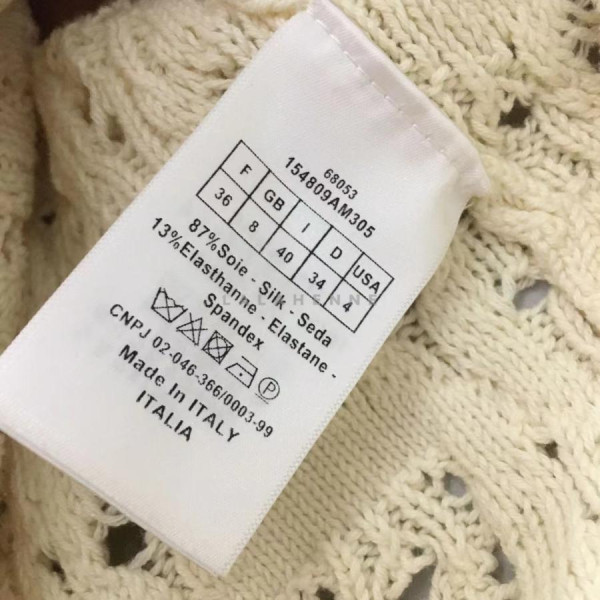 68053
154809AM305
F GB I D USA
36 8 40 34 4
87%Soie - Silk - Seda
13%Elasthanne - Elastane -
Spandex
P
CNPJ 02-046-366/0003-99
Made In ITALY
ITALIA